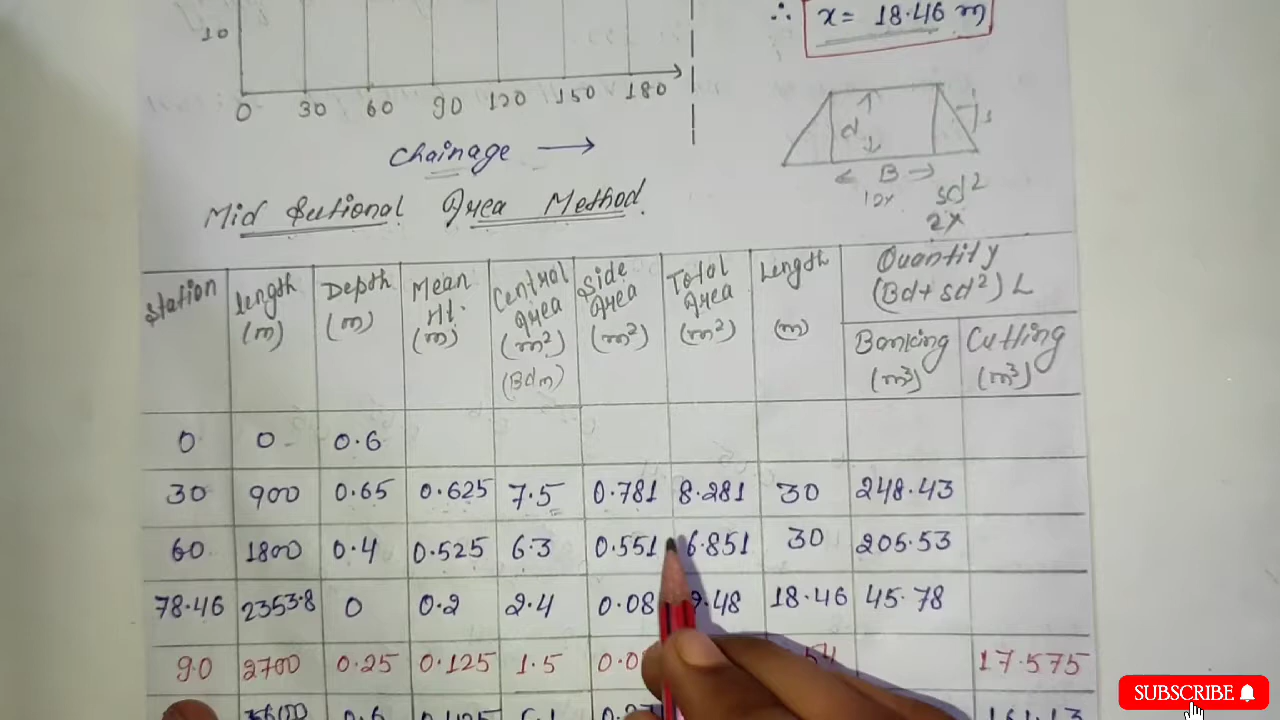 ∴ x = 18.46 m
10
0 30 60 90 120 150 180
Chainage →
d
s
B
12x
sd²
2x
Mid Sectional Area Method.
Station | Length (m) | Depth (m) | Mean Ht. (m) | Central Area (m²) (Bdm) | Side Area (m²) | Total Area (m²) | Length (m) | Quantity (Bd + sd²) L
Banking (m³) | Cutting (m³)
0 0 0.6
30 900 0.65 0.625 7.5 0.781 8.281 30 248.43
60 1800 0.4 0.525 6.3 0.551 6.851 30 205.53
78.46 2353.8 0 0.2 2.4 0.08 2.48 18.46 45.78
90 2700 0.25 0.125 1.5 17.575
SUBSCRIBE